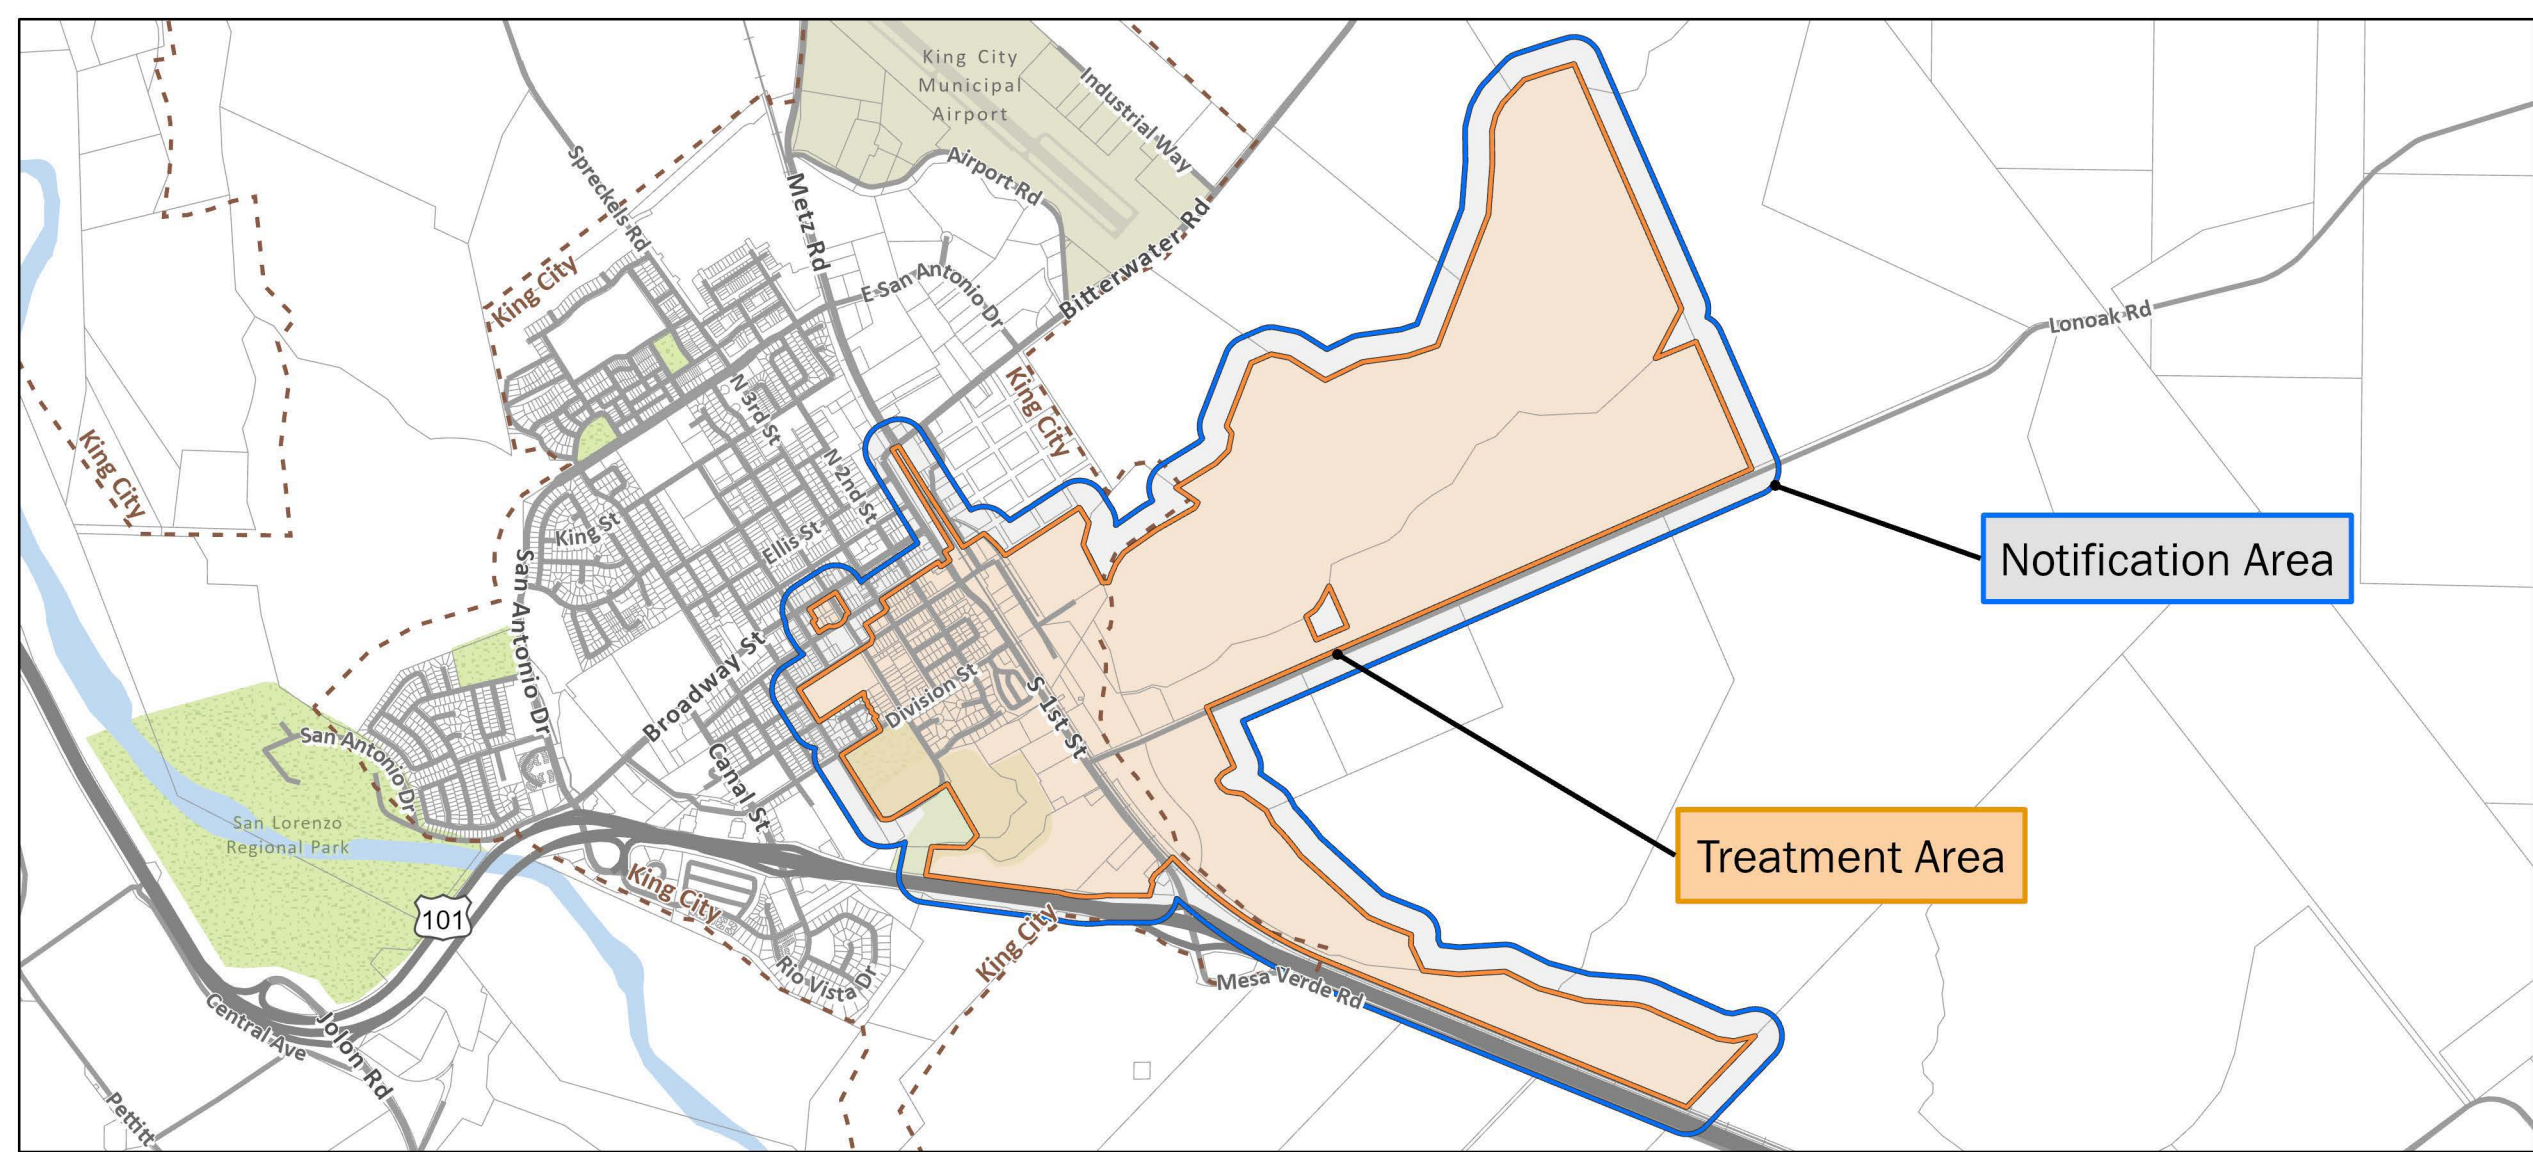 King City
Municipal
Airport
Industrial Way
Spreckels Rd
Airport Rd
Metz Rd
Bitterwater Rd
King City
E San Antonio Dr
Lonoak Rd
N 3rd St
King City
King City
N 2nd St
King St
Ellis St
San Antonio Dr
Notification Area
Broadway St
Division St
S 1st St
San Antonio Dr
Canal St
San Lorenzo
Regional Park
Treatment Area
King City
101
King City
Rio Vista Dr
Mesa Verde Rd
Central Ave
Jolon Rd
Pettitt